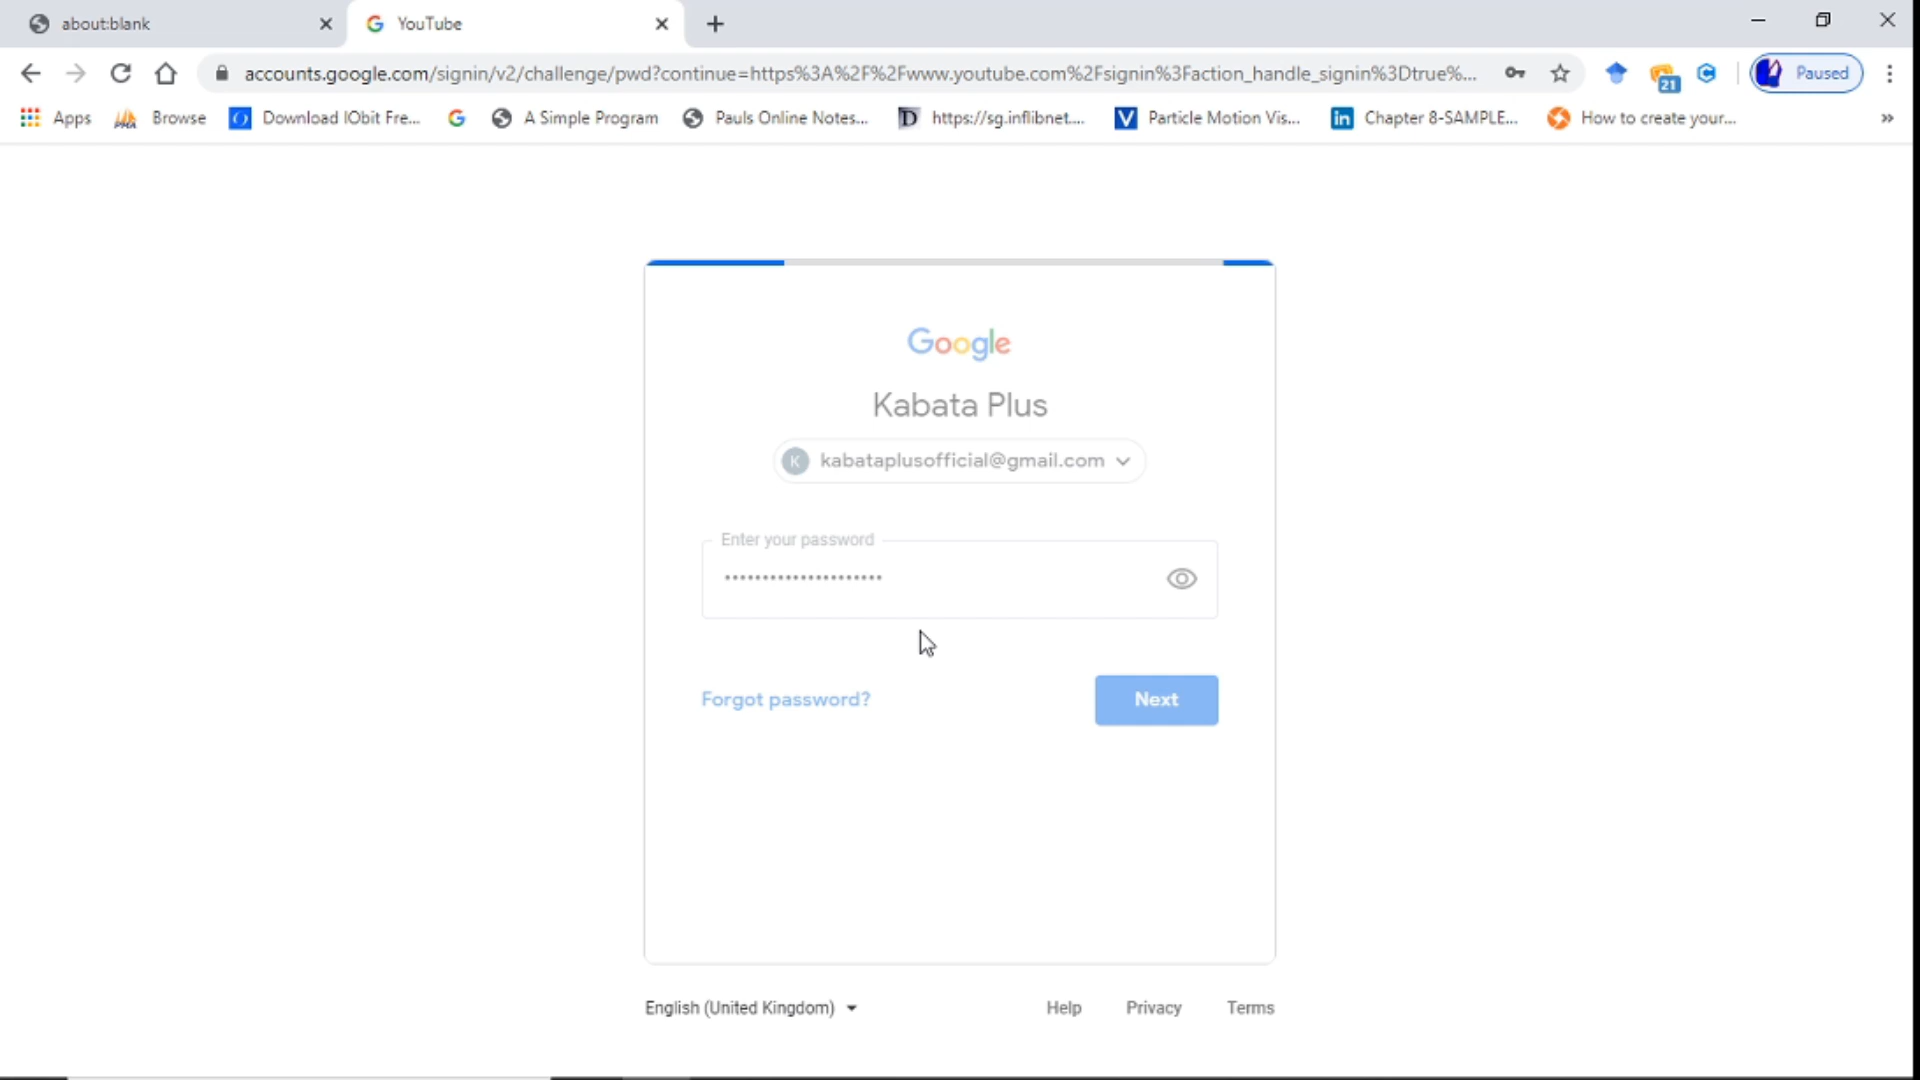 about:blank
YouTube
accounts.google.com/signin/v2/challenge/pwd?continue=https%3A%2F%2Fwww.youtube.com%2Fsignin%3Faction_handle_signin%3Dtrue%...
21
Paused
Apps
Browse
Download IObit Fre...
A Simple Program
Pauls Online Notes...
D
https://sg.inflibnet....
V
Particle Motion Vis...
in
Chapter 8-SAMPLE...
How to create your...
»
Google
Kabata Plus
K
kabataplusofficial@gmail.com
Enter your password
•••••••••••••••••••••
Forgot password?
Next
English (United Kingdom)
Help
Privacy
Terms